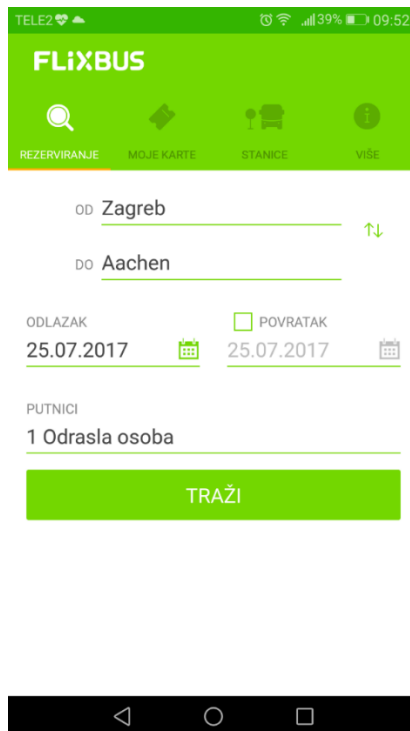 TELE2 39% 09:52
FLiXBUS
REZERVIRANJE MOJE KARTE STANICE VIŠE
OD Zagreb
DO Aachen
ODLAZAK POVRATAK
25.07.2017 25.07.2017
PUTNICI
1 Odrasla osoba
TRAŽI